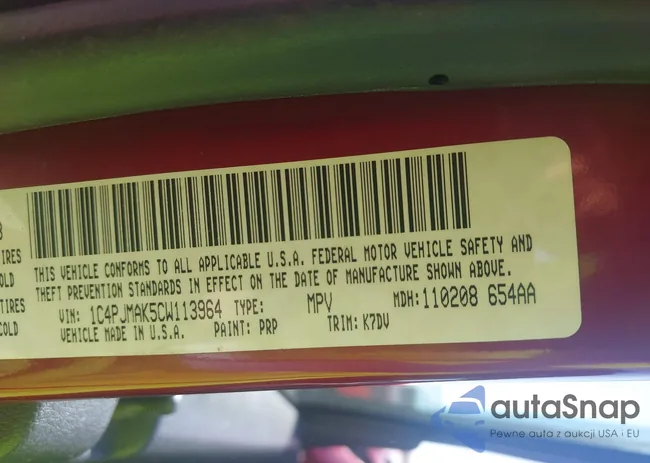 IRES
COLD
TIRES
COLD
THIS VEHICLE CONFORMS TO ALL APPLICABLE U.S.A. FEDERAL MOTOR VEHICLE SAFETY AND
THEFT PREVENTION STANDARDS IN EFFECT ON THE DATE OF MANUFACTURE SHOWN ABOVE.
VIN: 1C4PJMAK5CW113964 TYPE: MPV MDH: 110208 654AA
VEHICLE MADE IN U.S.A. PAINT: PRP TRIM: K7DV
autaSnap
Pewne auta z aukcji USA i EU